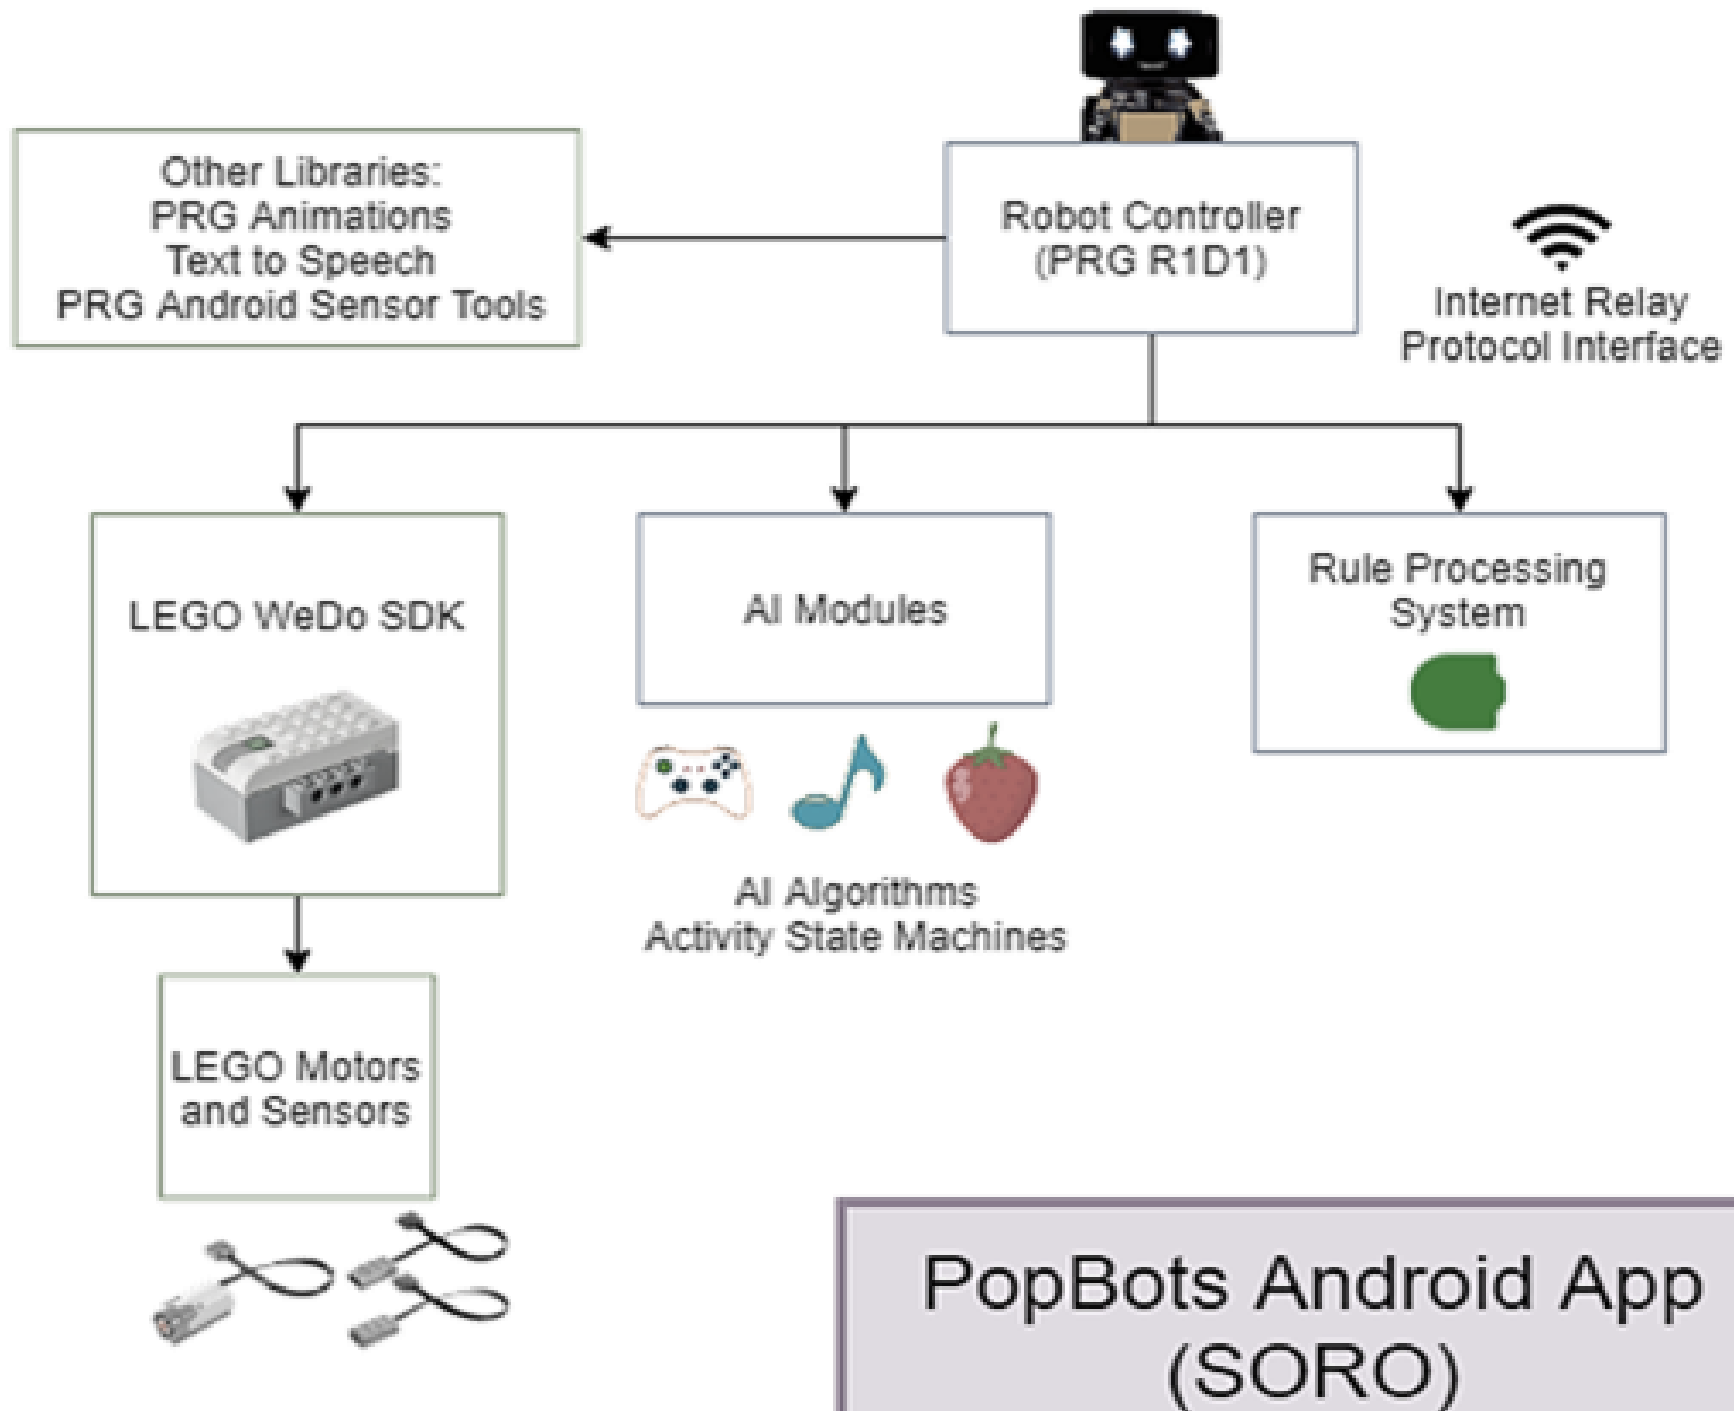 Other Libraries:
PRG Animations
Text to Speech
PRG Android Sensor Tools
Robot Controller
(PRG R1D1)
Internet Relay
Protocol Interface
LEGO WeDo SDK
AI Modules
Rule Processing
System
AI Algorithms
Activity State Machines
LEGO Motors
and Sensors
PopBots Android App
(SORO)